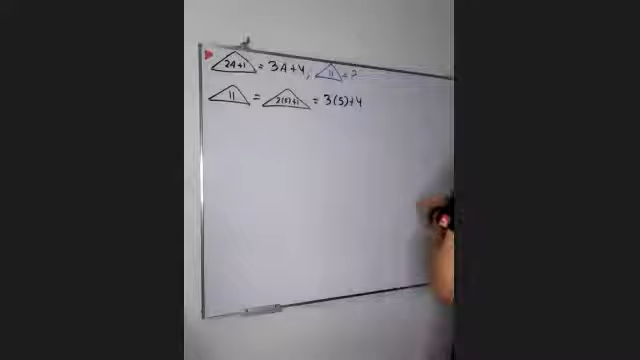 2A+1 = 3A+4, 11 = ?
11 = 2(5)+1 = 3(5)+4